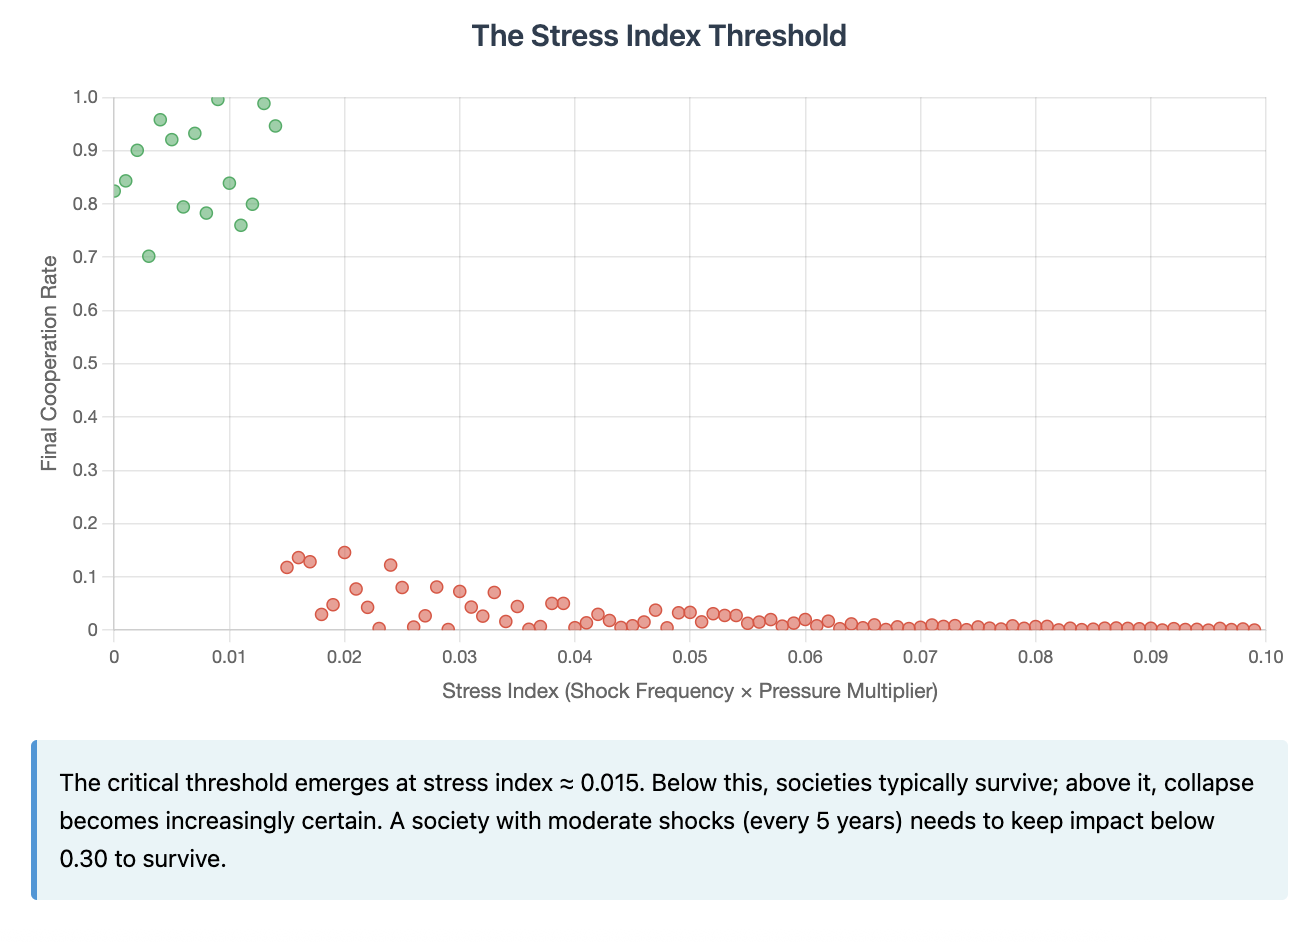 The Stress Index Threshold
1.0
0.9
0.8
0.7
0.6
0.5
0.4
0.3
0.2
0.1
0
Final Cooperation Rate
0 0.01 0.02 0.03 0.04 0.05 0.06 0.07 0.08 0.09 0.10
Stress Index (Shock Frequency × Pressure Multiplier)
The critical threshold emerges at stress index ≈ 0.015. Below this, societies typically survive; above it, collapse
becomes increasingly certain. A society with moderate shocks (every 5 years) needs to keep impact below
0.30 to survive.